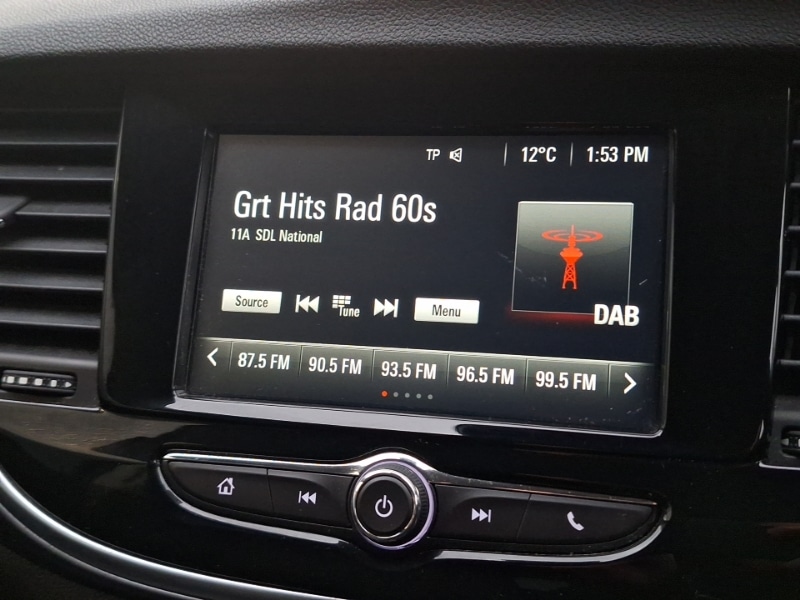 TP 12°C 1:53 PM
Grt Hits Rad 60s
11A SDL National
Source Tune Menu
DAB
87.5 FM 90.5 FM 93.5 FM 96.5 FM 99.5 FM